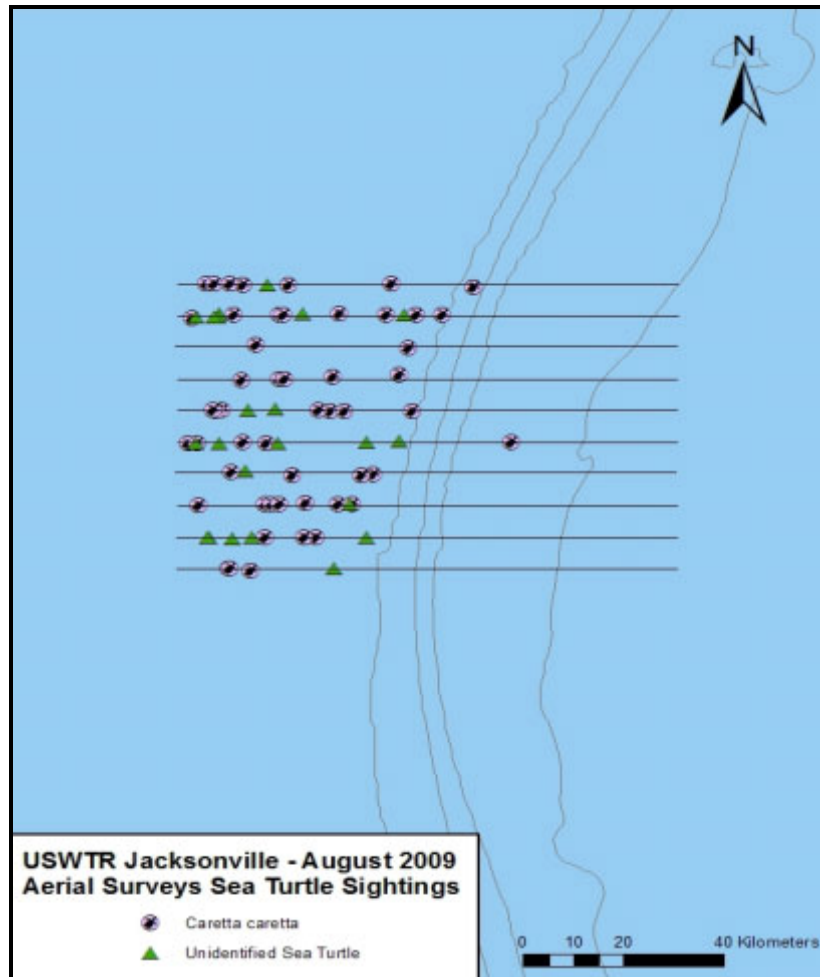 N
USWTR Jacksonville - August 2009
Aerial Surveys Sea Turtle Sightings
Caretta caretta
Unidentified Sea Turtle
0 10 20 40 Kilometers